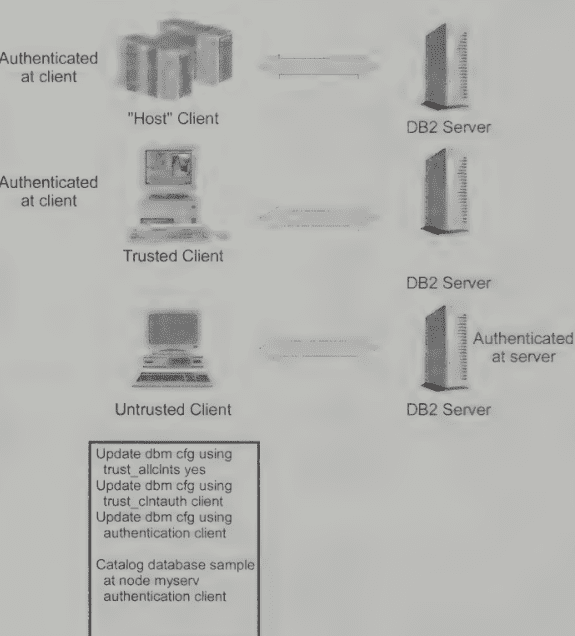 Authenticated
at client
"Host" Client
DB2 Server
Authenticated
at client
Trusted Client
DB2 Server
Authenticated
at server
Untrusted Client
DB2 Server
Update dbm cfg using
trust_allclnts yes
Update dbm cfg using
trust_clntauth client
Update dbm cfg using
authentication client
Catalog database sample
at node myserv
authentication client